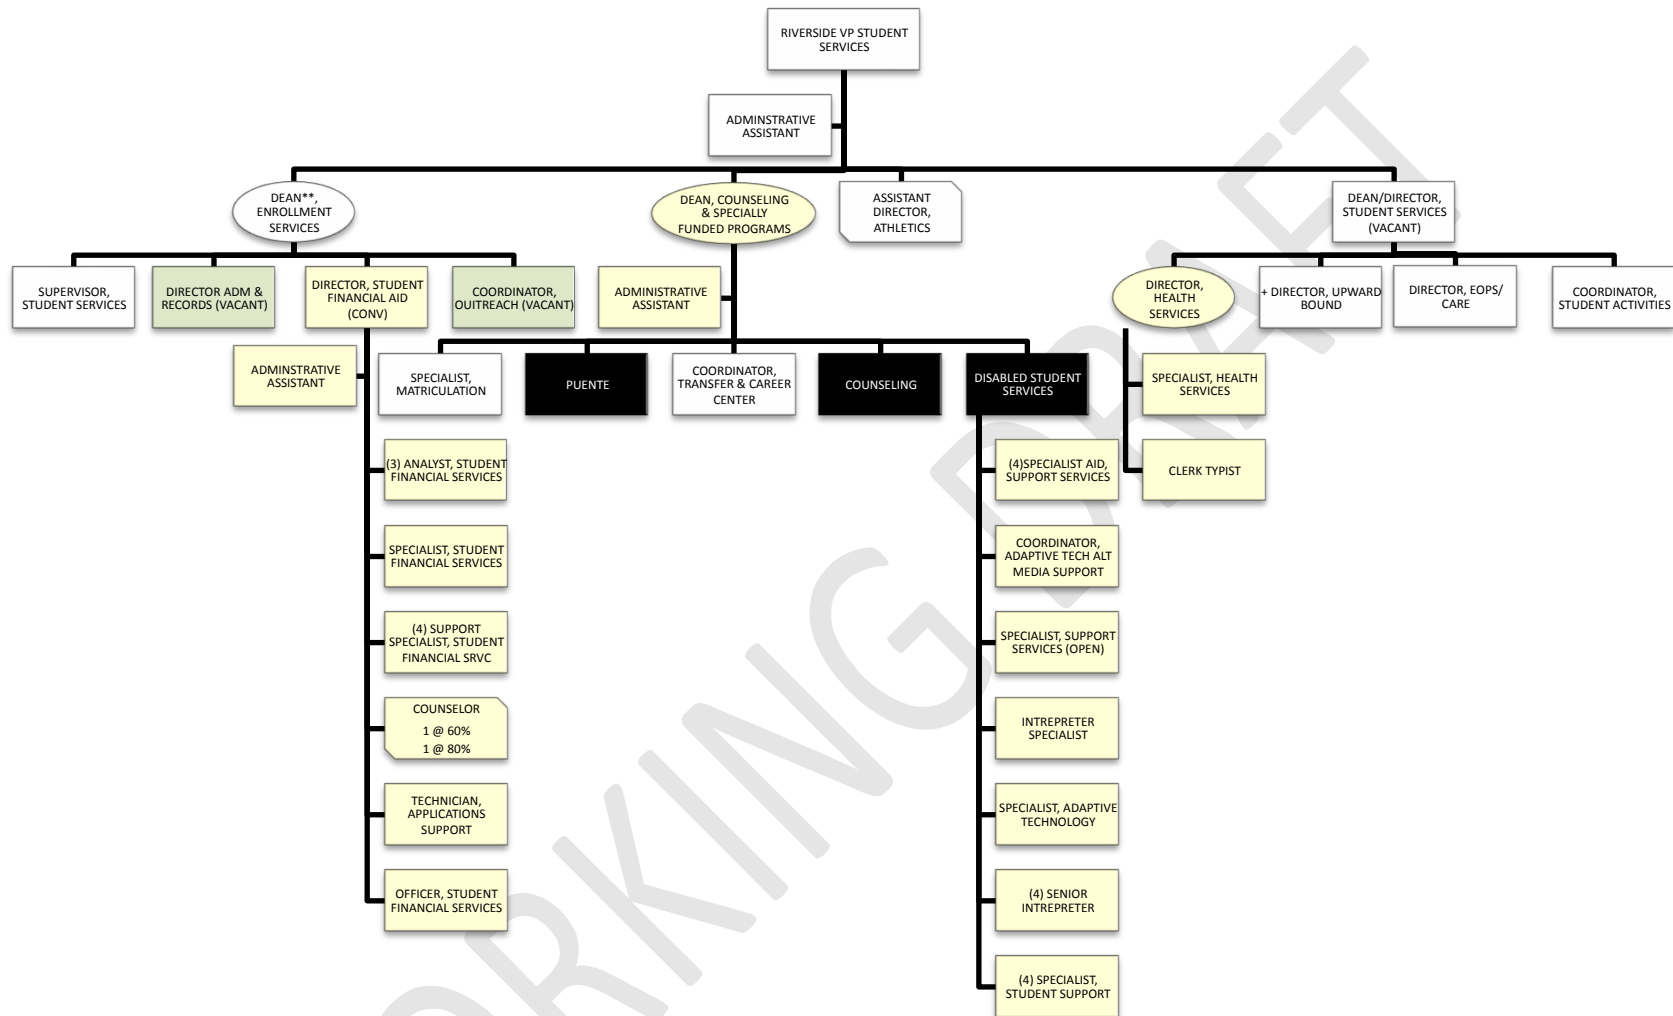 RIVERSIDE VP STUDENT
SERVICES
ADMINSTRATIVE
ASSISTANT
DEAN**,
ENROLLMENT
SERVICES
DEAN, COUNSELING
& SPECIALLY
FUNDED PROGRAMS
ASSISTANT
DIRECTOR,
ATHLETICS
DEAN/DIRECTOR,
STUDENT SERVICES
(VACANT)
SUPERVISOR,
STUDENT SERVICES
DIRECTOR ADM &
RECORDS (VACANT)
DIRECTOR, STUDENT
FINANCIAL AID
(CONV)
COORDINATOR,
OUITREACH (VACANT)
ADMINISTRATIVE
ASSISTANT
DIRECTOR,
HEALTH
SERVICES
+ DIRECTOR, UPWARD
BOUND
DIRECTOR, EOPS/
CARE
COORDINATOR,
STUDENT ACTIVITIES
ADMINSTRATIVE
ASSISTANT
SPECIALIST,
MATRICULATION
PUENTE
COORDINATOR,
TRANSFER & CAREER
CENTER
COUNSELING
DISABLED STUDENT
SERVICES
SPECIALIST, HEALTH
SERVICES
CLERK TYPIST
(3) ANALYST, STUDENT
FINANCIAL SERVICES
SPECIALIST, STUDENT
FINANCIAL SERVICES
(4) SUPPORT
SPECIALIST, STUDENT
FINANCIAL SRVC
COUNSELOR
1 @ 60%
1 @ 80%
TECHNICIAN,
APPLICATIONS
SUPPORT
OFFICER, STUDENT
FINANCIAL SERVICES
(4)SPECIALIST AID,
SUPPORT SERVICES
COORDINATOR,
ADAPTIVE TECH ALT
MEDIA SUPPORT
SPECIALIST, SUPPORT
SERVICES (OPEN)
INTREPRETER
SPECIALIST
SPECIALIST, ADAPTIVE
TECHNOLOGY
(4) SENIOR
INTREPRETER
(4) SPECIALIST,
STUDENT SUPPORT
ORKING DRAFT